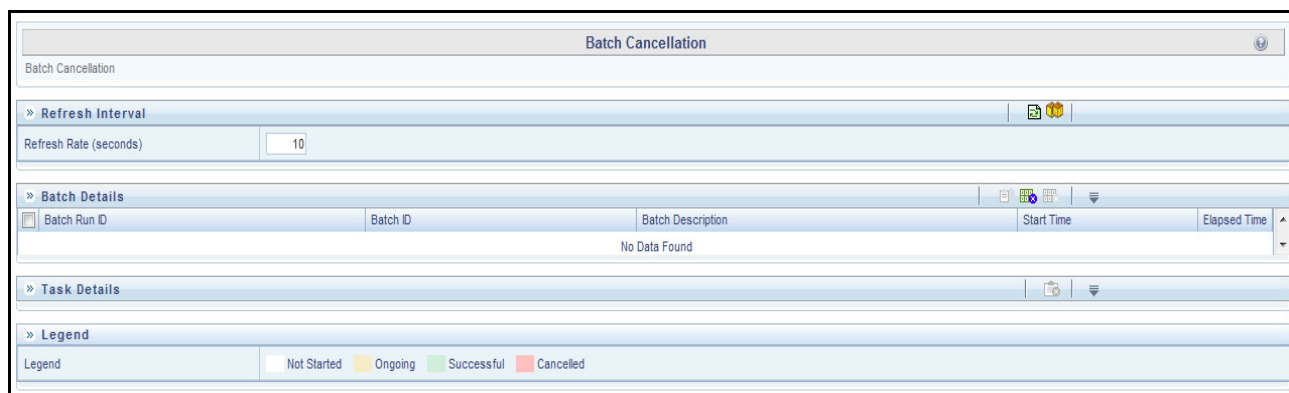 Batch Cancellation
Batch Cancellation
» Refresh Interval
Refresh Rate (seconds) 10
» Batch Details
Batch Run ID Batch ID Batch Description Start Time Elapsed Time
No Data Found
» Task Details
» Legend
Legend Not Started Ongoing Successful Cancelled